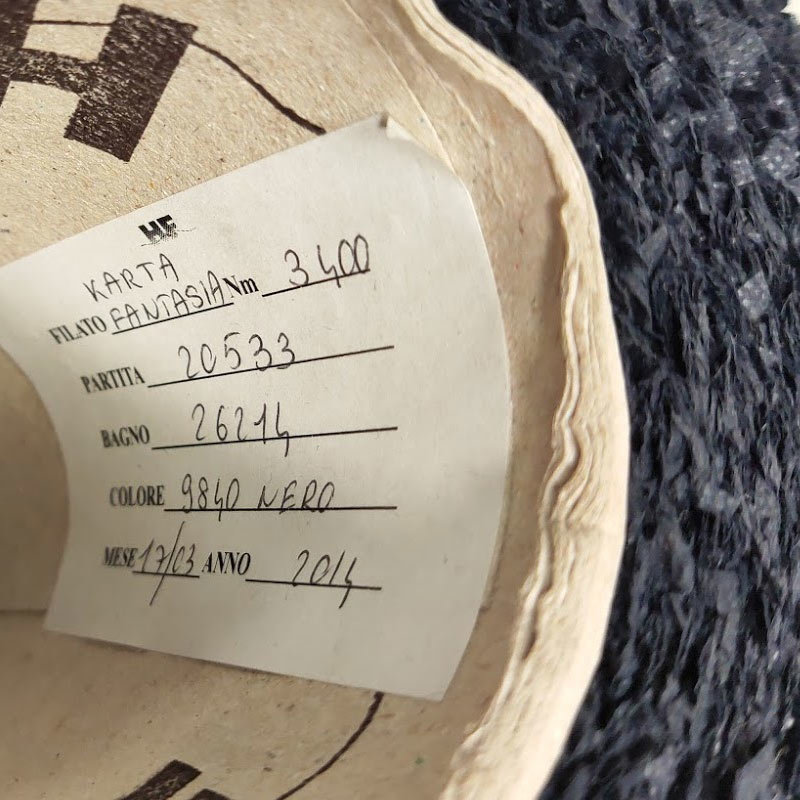 H
HF
KARTA
FILATO FANTASIA Nm 3400
PARTITA 20533
BAGNO 26214
COLORE 9840 NERO
MESE 17/03 ANNO 2014